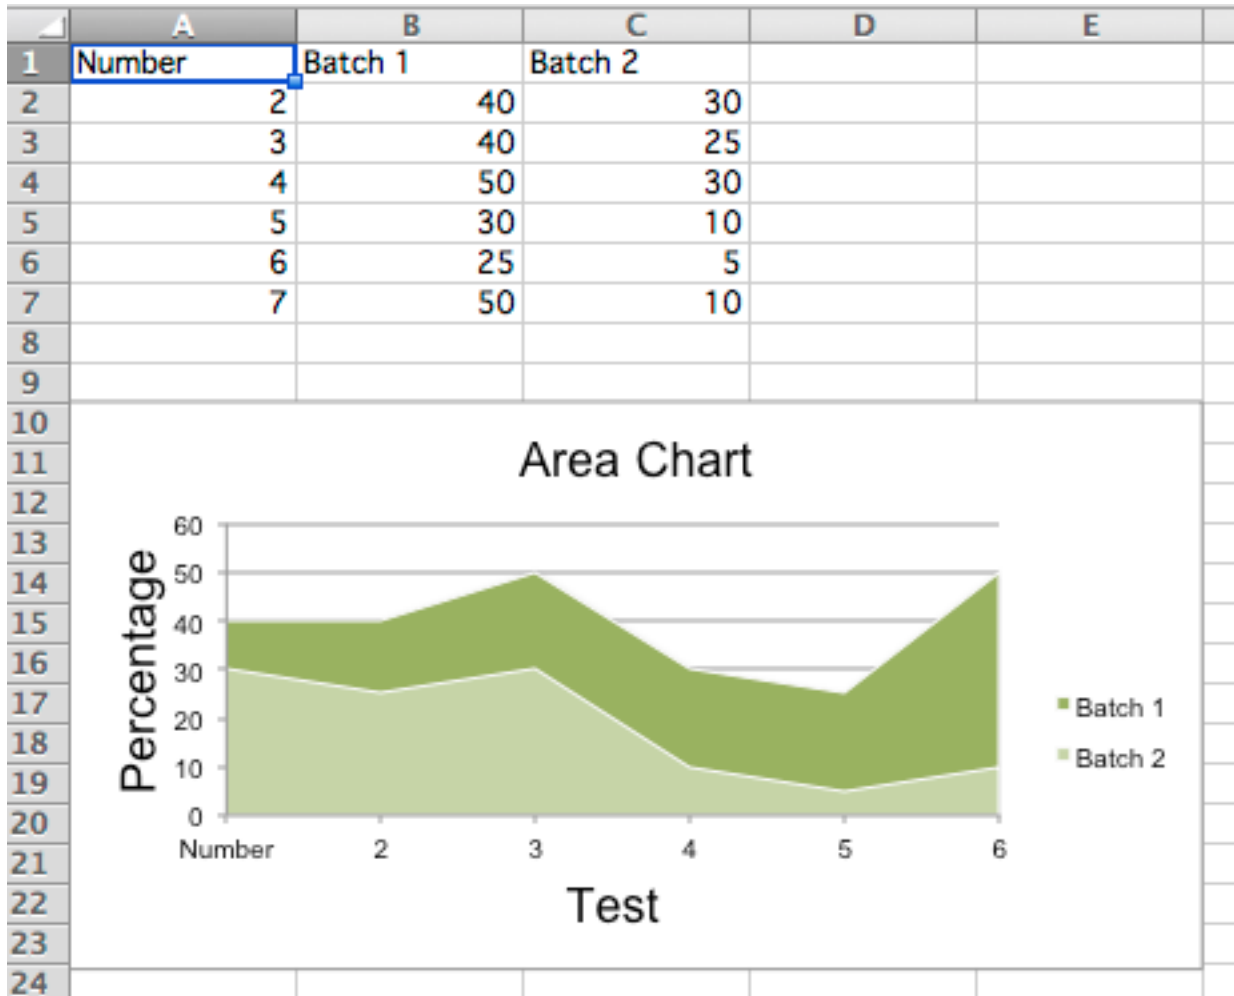 A B C D E
1 Number Batch 1 Batch 2
2 2 40 30
3 3 40 25
4 4 50 30
5 5 30 10
6 6 25 5
7 7 50 10
8
9
10
11
12
13
14
15
16
17
18
19
20
21
22
23
24
Area Chart
Percentage
60
50
40
30
20
10
0
Number 2 3 4 5 6
Test
Batch 1
Batch 2